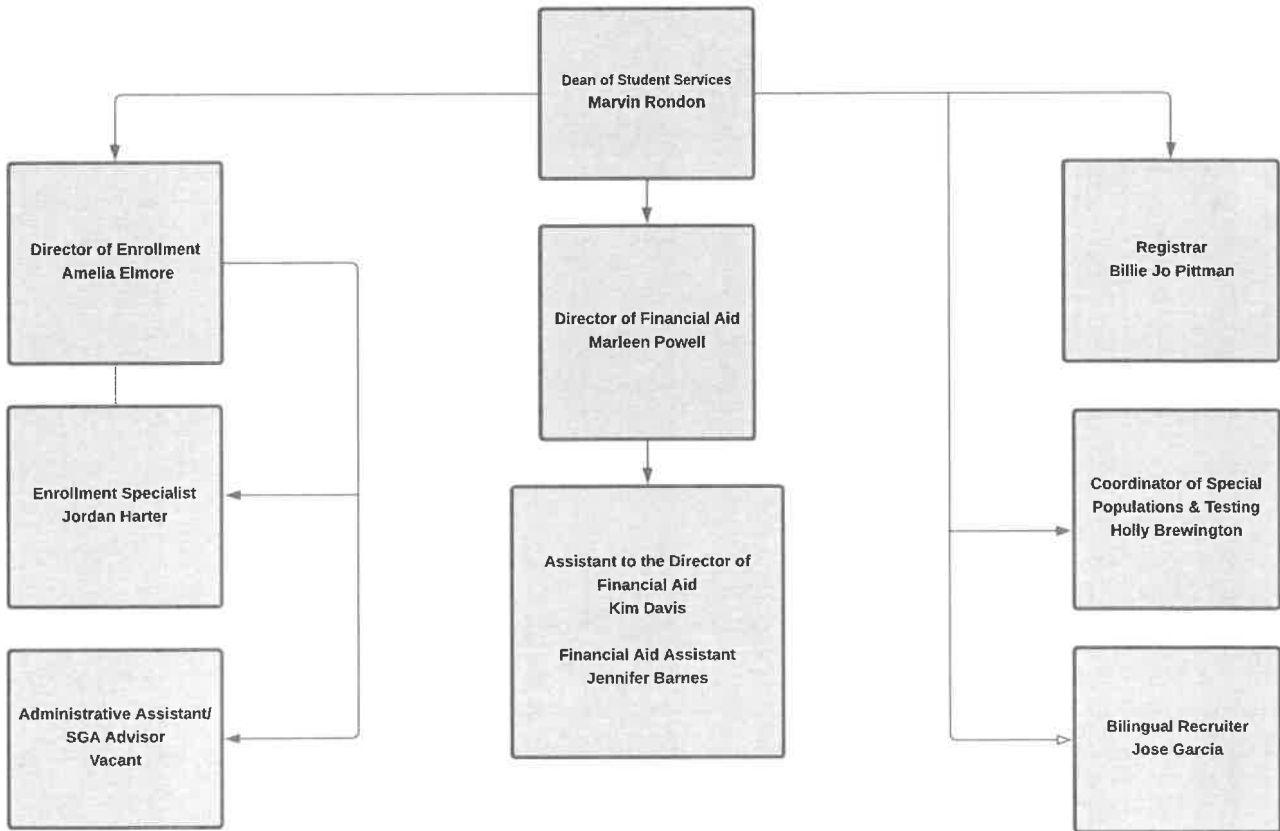 Dean of Student Services
Marvin Rondon
Director of Enrollment
Amelia Elmore
Enrollment Specialist
Jordan Harter
Administrative Assistant/
SGA Advisor
Vacant
Director of Financial Aid
Marleen Powell
Assistant to the Director of
Financial Aid
Kim Davis
Financial Aid Assistant
Jennifer Barnes
Registrar
Billie Jo Pittman
Coordinator of Special
Populations & Testing
Holly Brewington
Bilingual Recruiter
Jose Garcia